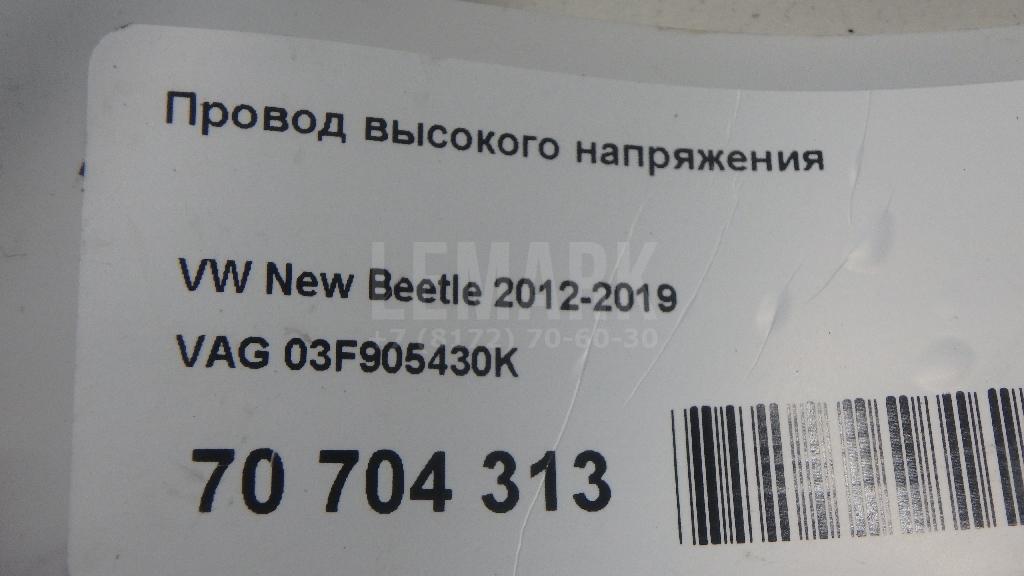 Провод высокого напряжения
VW New Beetle 2012-2019
LEMARK
+7 (8172) 70-60-30
VAG 03F905430K
70 704 313